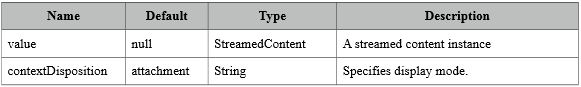 Name Default Type Description
value null StreamedContent A streamed content instance
contextDisposition attachment String Specifies display mode.